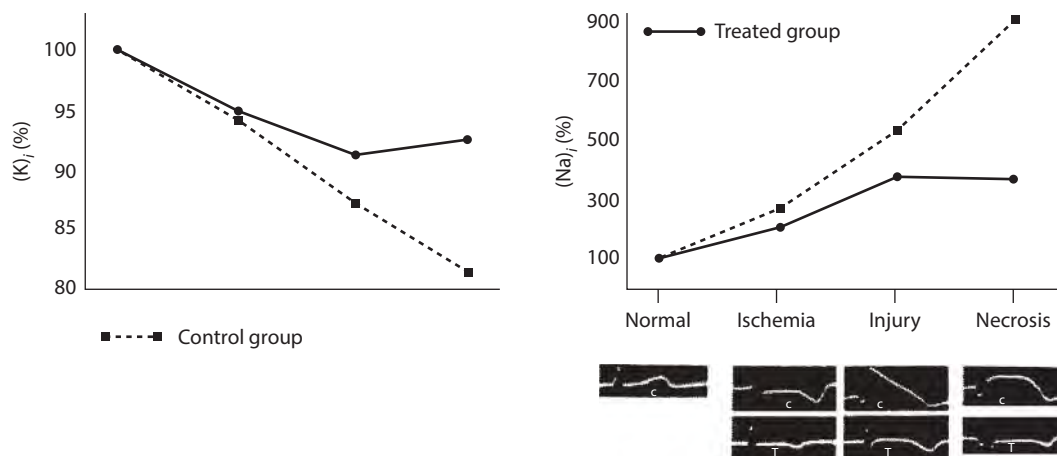 100
95
90
85
80
(K)i (%)
Control group
900
700
500
300
100
(Na)i (%)
Treated group
Normal
Ischemia
Injury
Necrosis
C
C
C
C
T
T
T